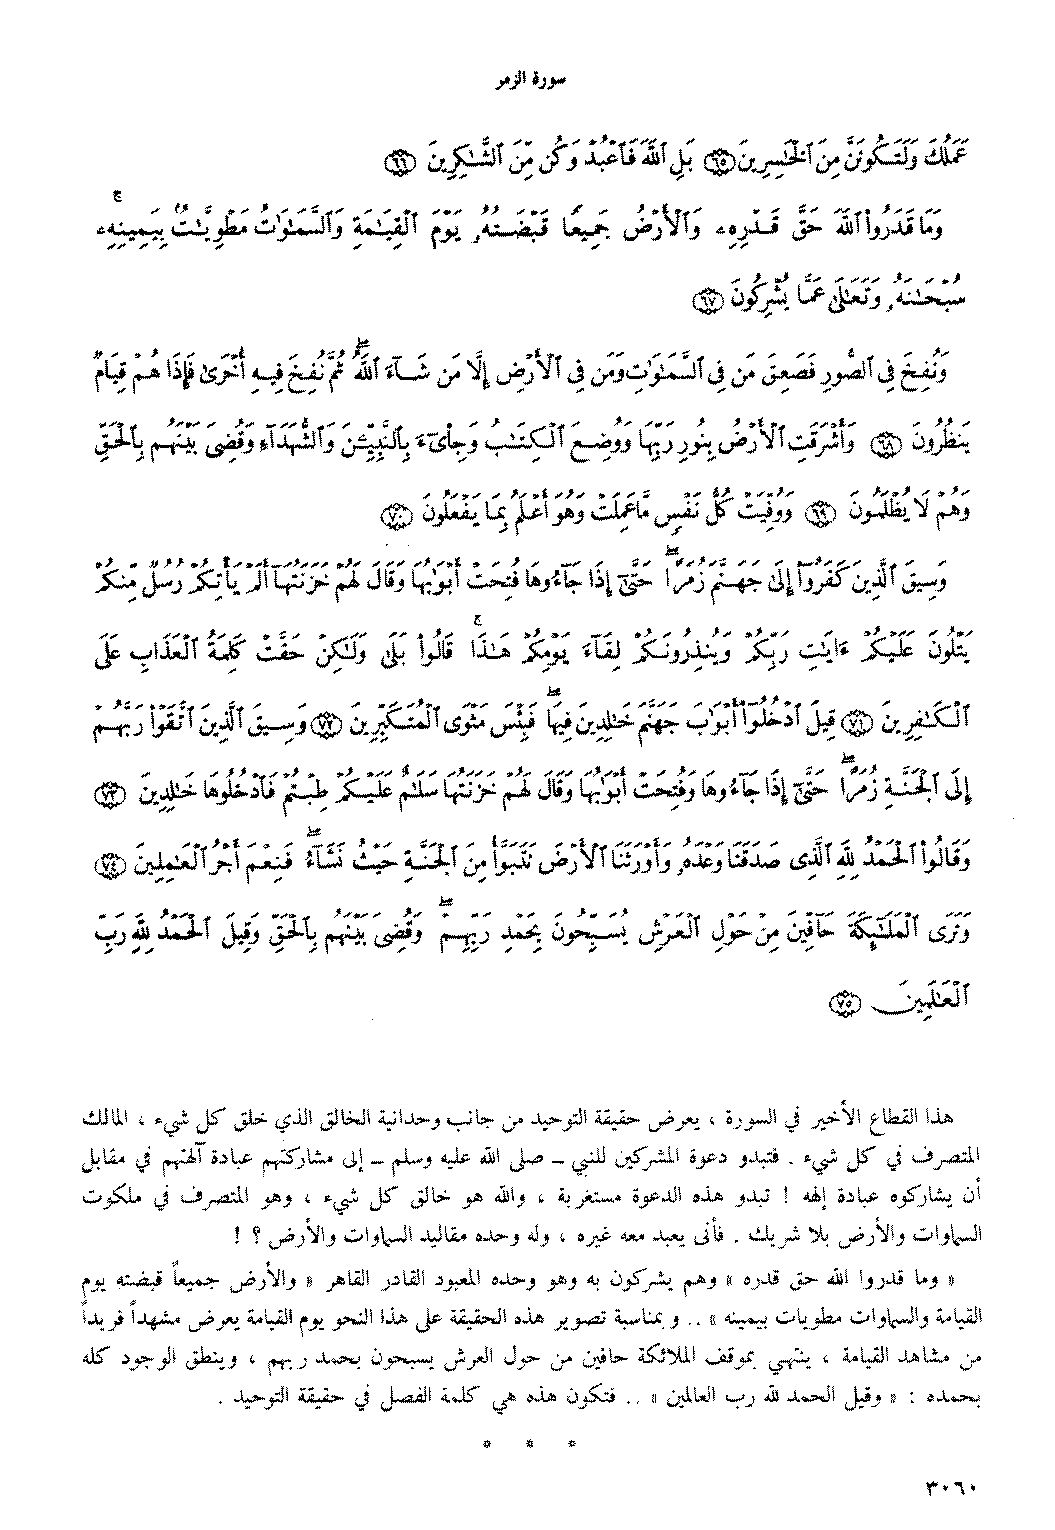 سورة الزمر
عَمَلُكَ وَلَتَكُونَنَّ مِنَ ٱلْخَٰسِرِينَ ﴿٦٥﴾ بَلِ ٱللَّهَ فَٱعْبُدْ وَكُن مِّنَ ٱلشَّٰكِرِينَ ﴿٦٦﴾
وَمَا قَدَرُوا۟ ٱللَّهَ حَقَّ قَدْرِهِۦ وَٱلْأَرْضُ جَمِيعًا قَبْضَتُهُۥ يَوْمَ ٱلْقِيَٰمَةِ وَٱلسَّمَٰوَٰتُ مَطْوِيَّٰتٌۢ بِيَمِينِهِۦ ۚ
سُبْحَٰنَهُۥ وَتَعَٰلَىٰ عَمَّا يُشْرِكُونَ ﴿٦٧﴾
وَنُفِخَ فِى ٱلصُّورِ فَصَعِقَ مَن فِى ٱلسَّمَٰوَٰتِ وَمَن فِى ٱلْأَرْضِ إِلَّا مَن شَآءَ ٱللَّهُ ۖ ثُمَّ نُفِخَ فِيهِ أُخْرَىٰ فَإِذَا هُمْ قِيَامٌ
يَنظُرُونَ ﴿٦٨﴾ وَأَشْرَقَتِ ٱلْأَرْضُ بِنُورِ رَبِّهَا وَوُضِعَ ٱلْكِتَٰبُ وَجِا۟ىٓءَ بِٱلنَّبِيِّـۧنَ وَٱلشُّهَدَآءِ وَقُضِىَ بَيْنَهُم بِٱلْحَقِّ
وَهُمْ لَا يُظْلَمُونَ ﴿٦٩﴾ وَوُفِّيَتْ كُلُّ نَفْسٍ مَّا عَمِلَتْ وَهُوَ أَعْلَمُ بِمَا يَفْعَلُونَ ﴿٧٠﴾
وَسِيقَ ٱلَّذِينَ كَفَرُوٓا۟ إِلَىٰ جَهَنَّمَ زُمَرًا ۖ حَتَّىٰٓ إِذَا جَآءُوهَا فُتِحَتْ أَبْوَٰبُهَا وَقَالَ لَهُمْ خَزَنَتُهَآ أَلَمْ يَأْتِكُمْ رُسُلٌ مِّنكُمْ
يَتْلُونَ عَلَيْكُمْ ءَايَٰتِ رَبِّكُمْ وَيُنذِرُونَكُمْ لِقَآءَ يَوْمِكُمْ هَٰذَا ۚ قَالُوا۟ بَلَىٰ وَلَٰكِنْ حَقَّتْ كَلِمَةُ ٱلْعَذَابِ عَلَى
ٱلْكَٰفِرِينَ ﴿٧١﴾ قِيلَ ٱدْخُلُوٓا۟ أَبْوَٰبَ جَهَنَّمَ خَٰلِدِينَ فِيهَا ۖ فَبِئْسَ مَثْوَى ٱلْمُتَكَبِّرِينَ ﴿٧٢﴾ وَسِيقَ ٱلَّذِينَ ٱتَّقَوْا۟ رَبَّهُمْ
إِلَى ٱلْجَنَّةِ زُمَرًا ۖ حَتَّىٰٓ إِذَا جَآءُوهَا وَفُتِحَتْ أَبْوَٰبُهَا وَقَالَ لَهُمْ خَزَنَتُهَا سَلَٰمٌ عَلَيْكُمْ طِبْتُمْ فَٱدْخُلُوهَا خَٰلِدِينَ ﴿٧٣﴾
وَقَالُوا۟ ٱلْحَمْدُ لِلَّهِ ٱلَّذِى صَدَقَنَا وَعْدَهُۥ وَأَوْرَثَنَا ٱلْأَرْضَ نَتَبَوَّأُ مِنَ ٱلْجَنَّةِ حَيْثُ نَشَآءُ ۖ فَنِعْمَ أَجْرُ ٱلْعَٰمِلِينَ ﴿٧٤﴾
وَتَرَى ٱلْمَلَٰٓئِكَةَ حَآفِّينَ مِنْ حَوْلِ ٱلْعَرْشِ يُسَبِّحُونَ بِحَمْدِ رَبِّهِمْ ۖ وَقُضِىَ بَيْنَهُم بِٱلْحَقِّ وَقِيلَ ٱلْحَمْدُ لِلَّهِ رَبِّ
ٱلْعَٰلَمِينَ ﴿٧٥﴾
هذا القطاع الأخير في السورة ، يعرض حقيقة التوحيد من جانب وحدانية الخالق الذي خلق كل شيء ، المالك
المتصرف في كل شيء . فتبدو دعوة المشركين للنبي – صلى الله عليه وسلم – إلى مشاركتهم عبادة آلهتهم في مقابل
أن يشاركوه عبادة إلهه ! تبدو هذه الدعوة مستغربة ، والله هو خالق كل شيء ، وهو المتصرف في ملكوت
السماوات والأرض بلا شريك . فأنى يعبد معه غيره ، وله وحده مقاليد السماوات والأرض ؟ !
« وما قدروا الله حق قدره » وهم يشركون به وهو وحده المعبود القادر القاهر « والأرض جميعاً قبضته يوم
القيامة والسماوات مطويات بيمينه » .. و بمناسبة تصوير هذه الحقيقة على هذا النحو يوم القيامة يعرض مشهداً فريداً
من مشاهد القيامة ، ينتهي بموقف الملائكة حافين من حول العرش يسبحون بحمد ربهم ، وينطق الوجود كله
بحمده : « وقيل الحمد لله رب العالمين » .. فتكون هذه هي كلمة الفصل في حقيقة التوحيد .
* * *
٣٠٦٠